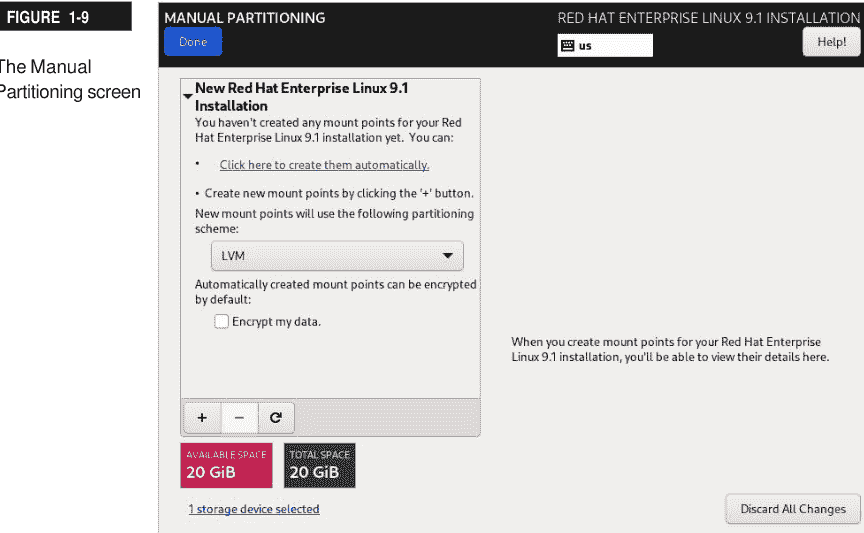 FIGURE 1-9
The Manual
Partitioning screen
MANUAL PARTITIONING
Done
RED HAT ENTERPRISE LINUX 9.1 INSTALLATION
us
Help!
New Red Hat Enterprise Linux 9.1
Installation
You haven't created any mount points for your Red
Hat Enterprise Linux 9.1 installation yet. You can:
• Click here to create them automatically.
• Create new mount points by clicking the '+' button.
New mount points will use the following partitioning
scheme:
LVM
Automatically created mount points can be encrypted
by default:
Encrypt my data.
When you create mount points for your Red Hat Enterprise
Linux 9.1 installation, you'll be able to view their details here.
+ −
AVAILABLE SPACE
20 GiB
TOTAL SPACE
20 GiB
1 storage device selected
Discard All Changes